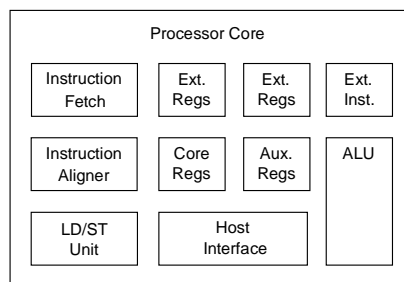 Processor Core
Instruction
Fetch
Ext.
Regs
Ext.
Regs
Ext.
Inst.
Instruction
Aligner
Core
Regs
Aux.
Regs
ALU
LD/ST
Unit
Host
Interface